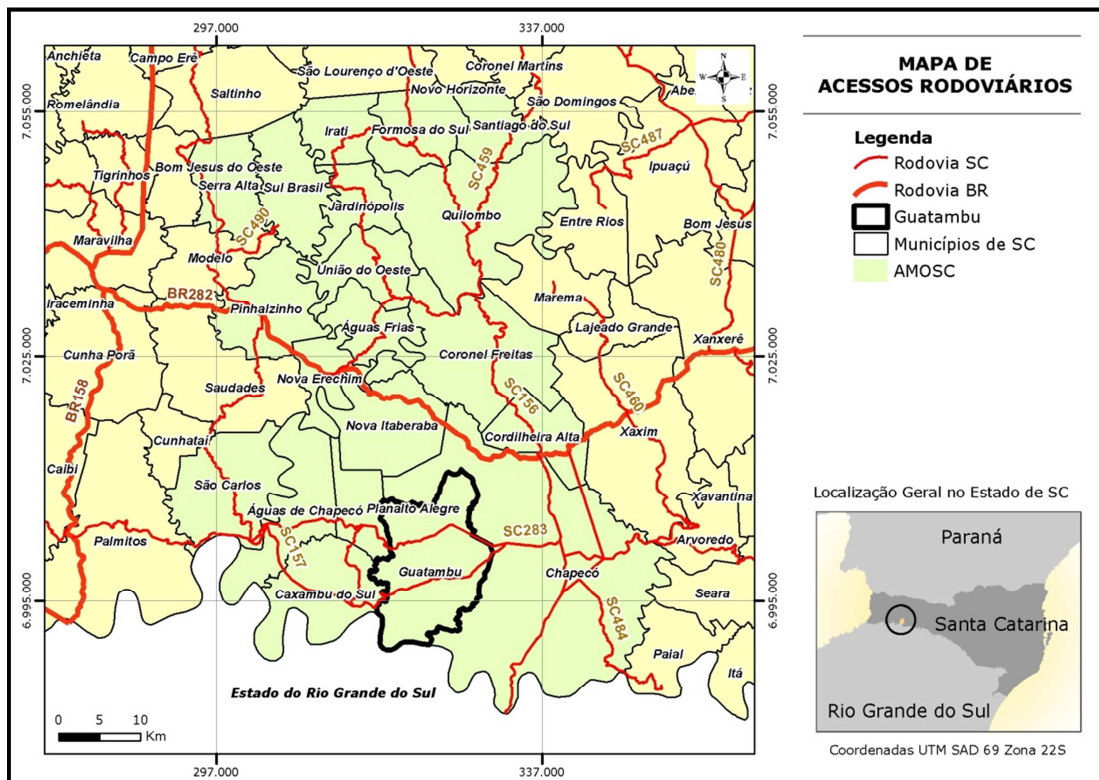 297.000
337.000
Anchieta
Campo Erê
São Lourenço d'Oeste
Coronel Martins
N
W
E
S
Saltinho
Novo Horizonte
São Domingos
Romelândia
7.055.000
7.055.000
Irati
Formosa do Sul
Santiago do Sul
SC487
Bom Jesus do Oeste
SC459
Ipuaçú
Tigrinhos
Serra Alta
Sul Brasil
Jardinópolis
Quilombo
Entre Rios
Bom Jesus
Maravilha
SC490
Modelo
União do Oeste
SC480
BR282
Marema
Iraceminha
Pinhalzinho
Águas Frias
Lajeado Grande
Xanxerê
Cunha Porã
Coronel Freitas
7.025.000
7.025.000
Nova Erechim
Saudades
BR158
SC156
SC460
Nova Itaberaba
Cordilheira Alta
Xaxim
Cunhataí
Caibi
São Carlos
Xavantina
Águas de Chapecó
Planalto Alegre
SC283
Palmitos
SC157
Arvoredo
Guatambu
Chapecó
Caxambu do Sul
Seara
6.995.000
6.995.000
SC484
Paial
Itá
Estado do Rio Grande do Sul
0 5 10
Km
297.000
337.000
MAPA DE
ACESSOS RODOVIÁRIOS
Legenda
Rodovia SC
Rodovia BR
Guatambu
Municípios de SC
AMOSC
Localização Geral no Estado de SC
Paraná
Santa Catarina
Rio Grande do Sul
Coordenadas UTM SAD 69 Zona 22S